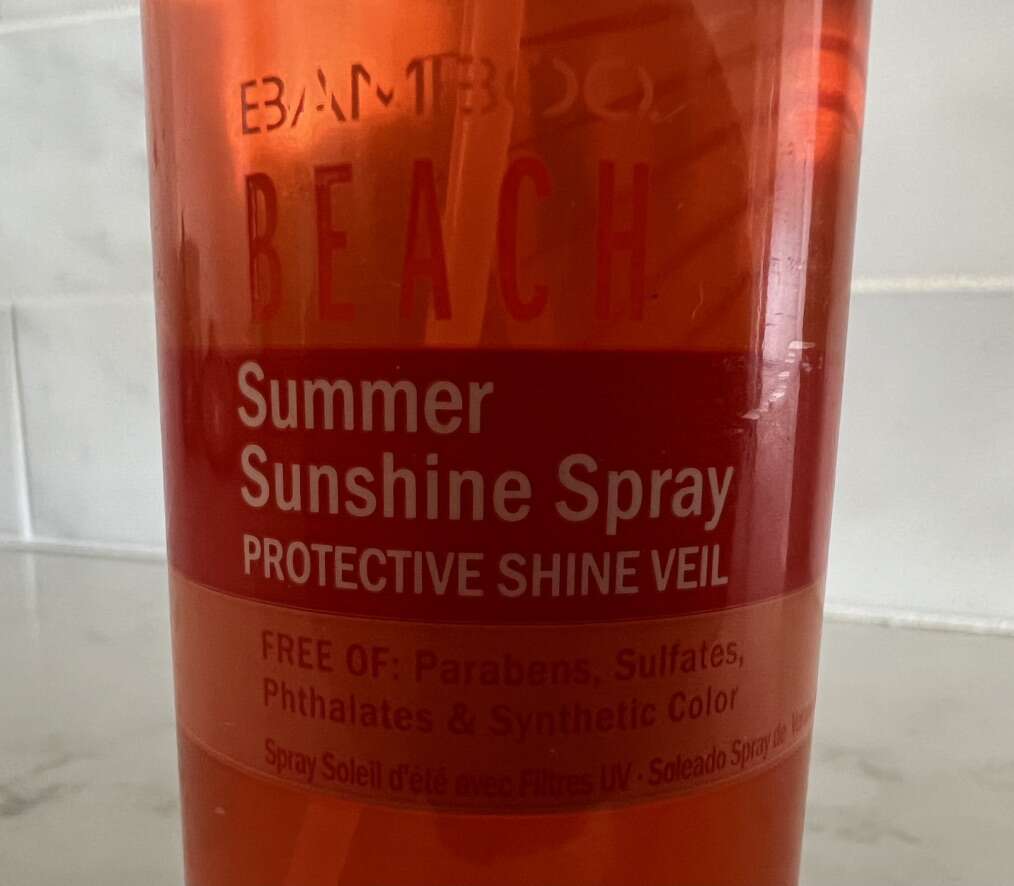 BAMBOO
BEACH
Summer
Sunshine Spray
PROTECTIVE SHINE VEIL
FREE OF: Parabens, Sulfates,
Phthalates & Synthetic Color
Spray Soleil d'été avec Filtres UV · Soleado Spray de